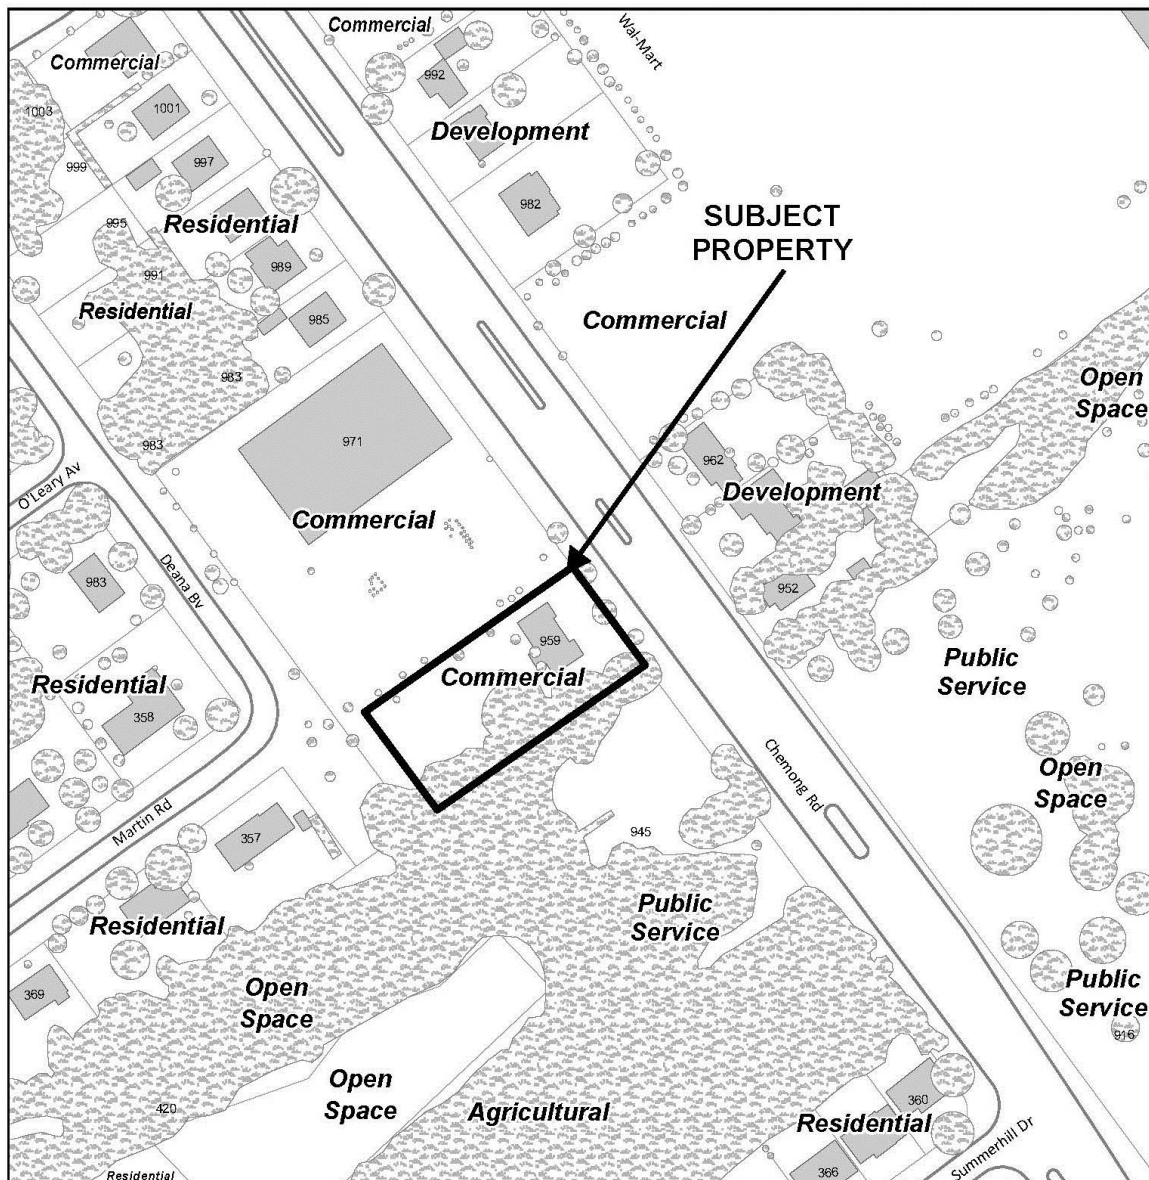 Commercial
Wal-Mart
Commercial
992
1003
1001
Development
999
997
982
995
Residential
SUBJECT
PROPERTY
989
991
Residential
985
Commercial
983
Open
Space
971
983
962
O'Leary Av
Development
Commercial
Deana Bv
983
952
959
Commercial
Public
Service
Residential
358
Chemong Rd
Open
Space
Martin Rd
357
945
Public
Service
Residential
369
Open
Space
Public
Service
916
Open
Space
420
Agricultural
360
Residential
Summerhill Dr
366
Residential